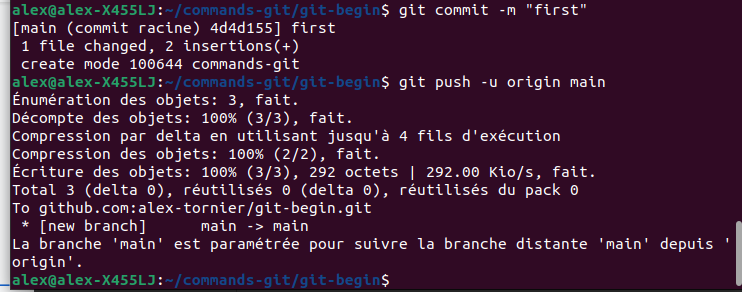 alex@alex-X455LJ:~/commands-git/git-begin$ git commit -m "first"
[main (commit racine) 4d4d155] first
 1 file changed, 2 insertions(+)
 create mode 100644 commands-git
alex@alex-X455LJ:~/commands-git/git-begin$ git push -u origin main
Énumération des objets: 3, fait.
Décompte des objets: 100% (3/3), fait.
Compression par delta en utilisant jusqu'à 4 fils d'exécution
Compression des objets: 100% (2/2), fait.
Écriture des objets: 100% (3/3), 292 octets | 292.00 Kio/s, fait.
Total 3 (delta 0), réutilisés 0 (delta 0), réutilisés du pack 0
To github.com:alex-tornier/git-begin.git
 * [new branch]      main -> main
La branche 'main' est paramétrée pour suivre la branche distante 'main' depuis '
origin'.
alex@alex-X455LJ:~/commands-git/git-begin$